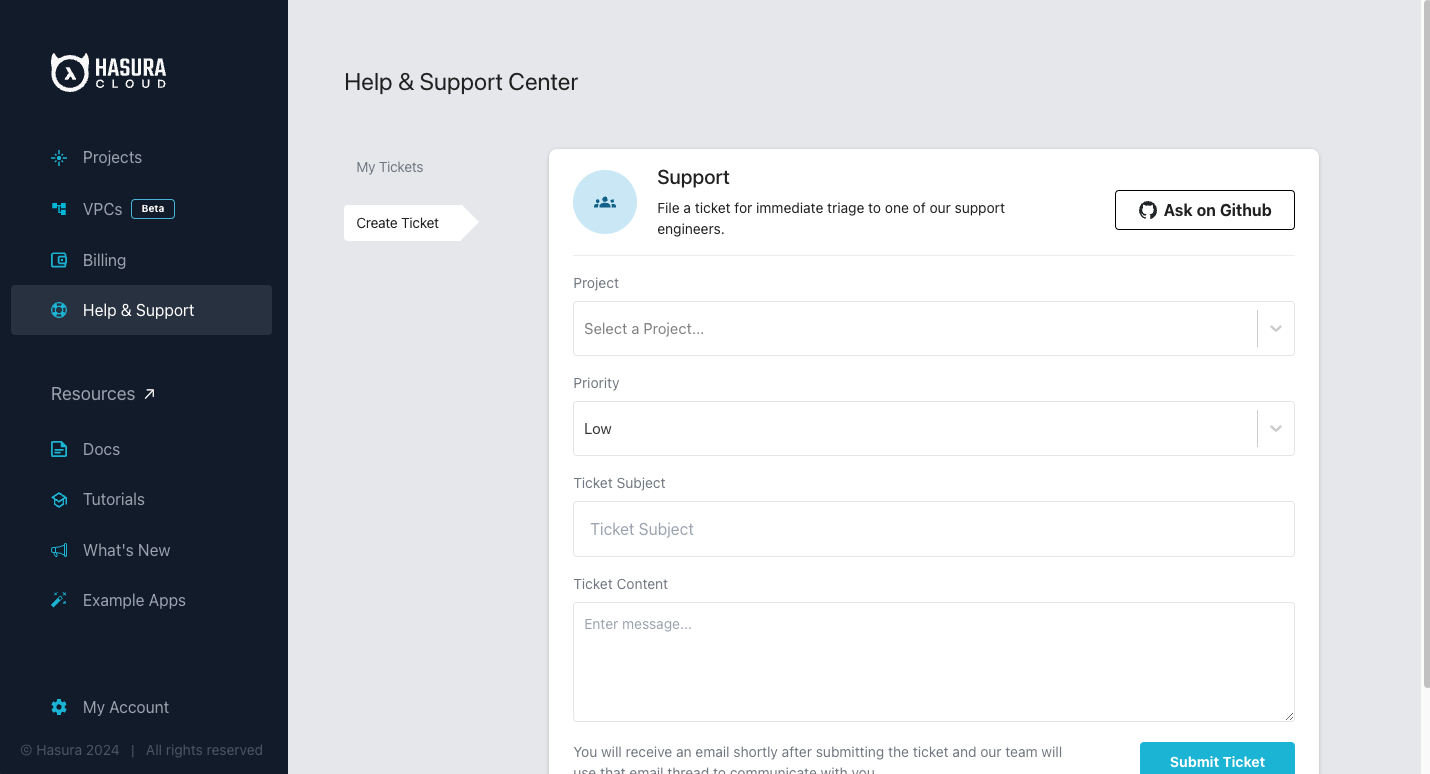 HASURA
CLOUD
Projects
VPCs Beta
Billing
Help & Support
Resources
Docs
Tutorials
What's New
Example Apps
My Account
© Hasura 2024 | All rights reserved
Help & Support Center
My Tickets
Create Ticket
Support
File a ticket for immediate triage to one of our support
engineers.
Ask on Github
Project
Select a Project...
Priority
Low
Ticket Subject
Ticket Subject
Ticket Content
Enter message...
You will receive an email shortly after submitting the ticket and our team will
use that email thread to communicate with you.
Submit Ticket